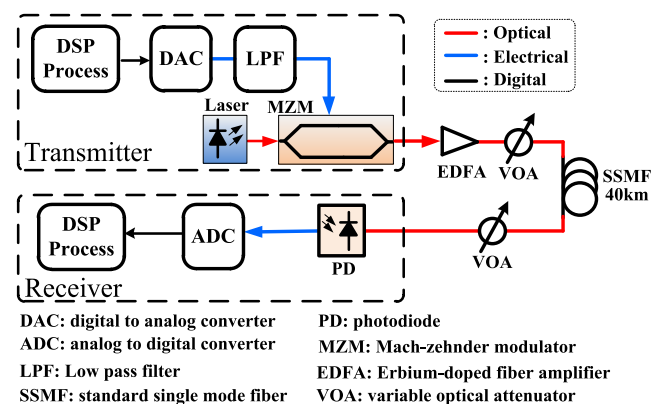 DSP
Process
DAC
LPF
: Optical
: Electrical
: Digital
Laser
MZM
Transmitter
EDFA
VOA
SSMF
40km
DSP
Process
ADC
PD
VOA
Receiver
DAC: digital to analog converter
PD: photodiode
ADC: analog to digital converter
MZM: Mach-zehnder modulator
LPF: Low pass filter
EDFA: Erbium-doped fiber amplifier
SSMF: standard single mode fiber
VOA: variable optical attenuator